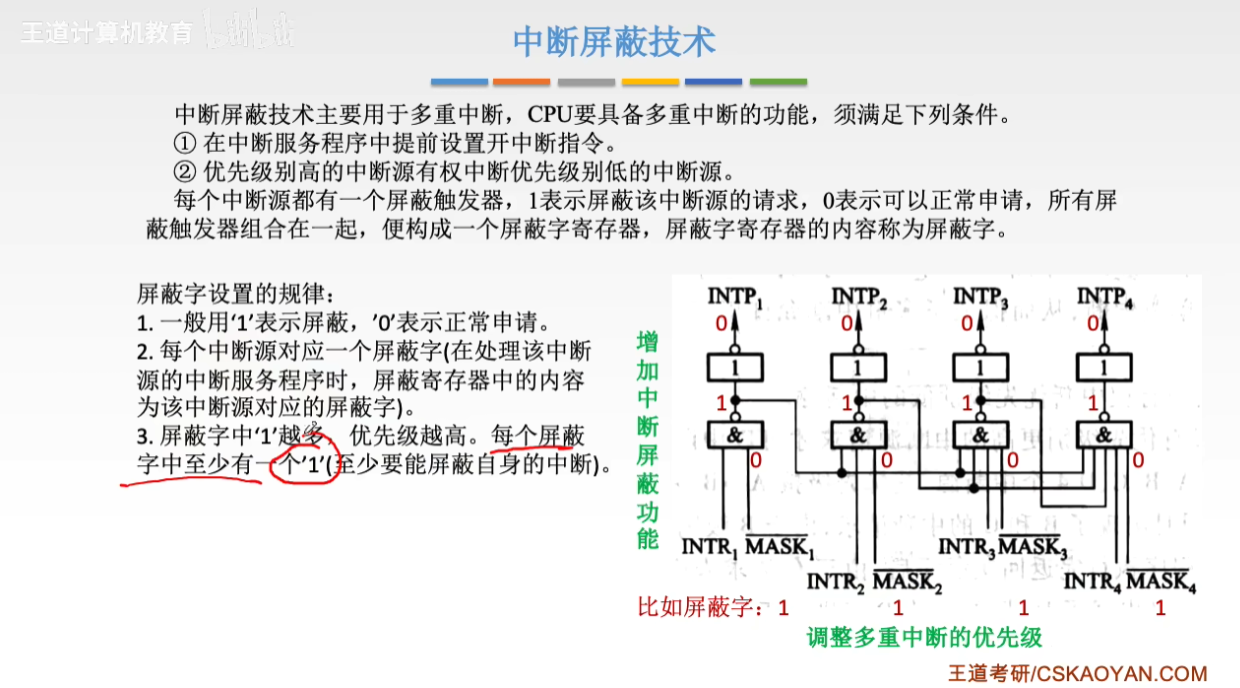 王道计算机教育 bilibili
中断屏蔽技术
中断屏蔽技术主要用于多重中断，CPU要具备多重中断的功能，须满足下列条件。
① 在中断服务程序中提前设置开中断指令。
② 优先级别高的中断源有权中断优先级别低的中断源。
每个中断源都有一个屏蔽触发器，1表示屏蔽该中断源的请求，0表示可以正常申请，所有屏
蔽触发器组合在一起，便构成一个屏蔽字寄存器，屏蔽字寄存器的内容称为屏蔽字。
屏蔽字设置的规律：
1. 一般用‘1’表示屏蔽，’0’表示正常申请。
2. 每个中断源对应一个屏蔽字(在处理该中断
源的中断服务程序时，屏蔽寄存器中的内容
为该中断源对应的屏蔽字)。
3. 屏蔽字中‘1’越多，优先级越高。每个屏蔽
字中至少有一个’1’(至少要能屏蔽自身的中断)。
增加中断屏蔽功能
INTP₁ INTP₂ INTP₃ INTP₄
0 0 0 0
1 1 1 1
1 1 1 1
& & & &
0 0 0 0
INTR₁ M̅A̅S̅K̅₁ INTR₃ M̅A̅S̅K̅₃
INTR₂ M̅A̅S̅K̅₂ INTR₄ M̅A̅S̅K̅₄
比如屏蔽字：1 1 1 1
调整多重中断的优先级
王道考研/CSKAOYAN.COM